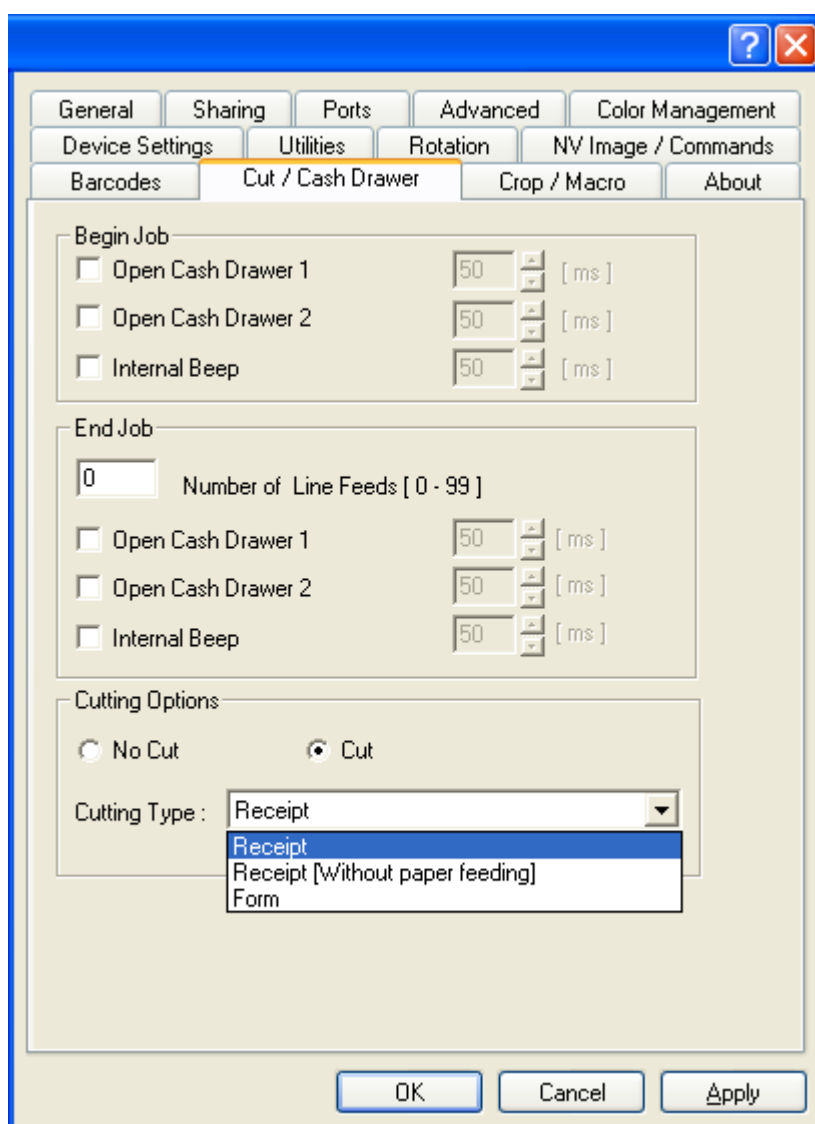 ?
General Sharing Ports Advanced Color Management
Device Settings Utilities Rotation NV Image / Commands
Barcodes Cut / Cash Drawer Crop / Macro About
Begin Job
Open Cash Drawer 1 50 [ ms ]
Open Cash Drawer 2 50 [ ms ]
Internal Beep 50 [ ms ]
End Job
0 Number of Line Feeds [ 0 - 99 ]
Open Cash Drawer 1 50 [ ms ]
Open Cash Drawer 2 50 [ ms ]
Internal Beep 50 [ ms ]
Cutting Options
No Cut Cut
Cutting Type : Receipt
Receipt
Receipt [Without paper feeding]
Form
OK Cancel Apply